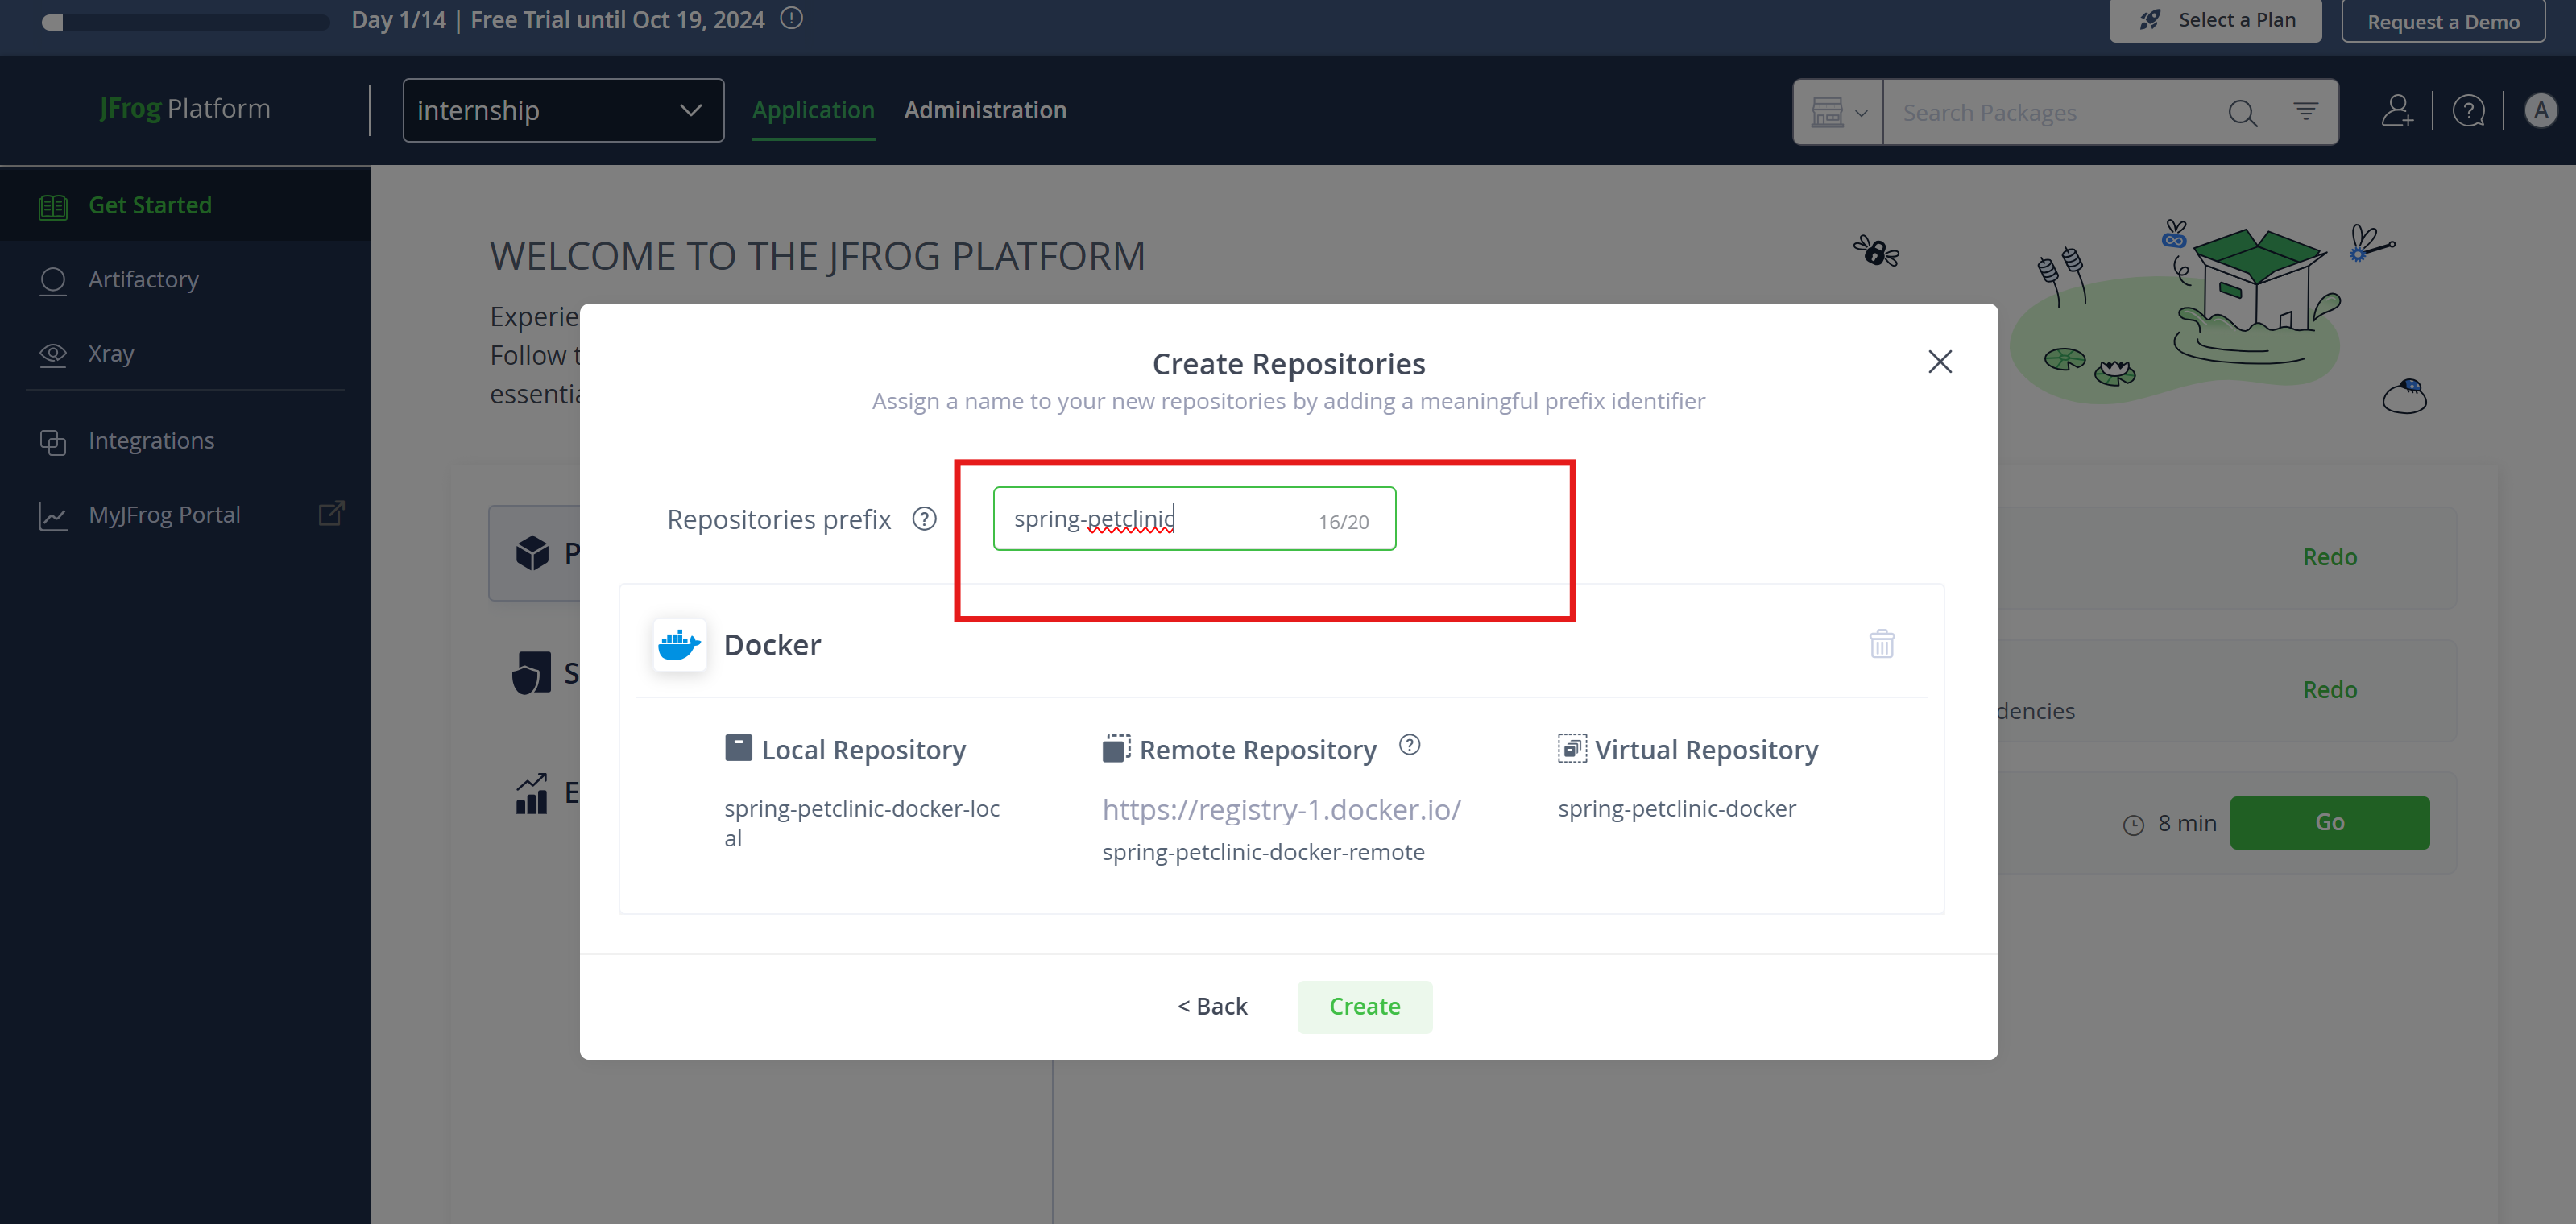 Day 1/14 | Free Trial until Oct 19, 2024
Select a Plan
Request a Demo
JFrog Platform
internship
Application
Administration
Search Packages
A
Get Started
Artifactory
Xray
Integrations
MyJFrog Portal
WELCOME TO THE JFROG PLATFORM
Experie
Follow t
essentia
Create Repositories
Assign a name to your new repositories by adding a meaningful prefix identifier
Repositories prefix
spring-petclinic
16/20
P
Redo
Docker
S
Redo
dencies
Local Repository
Remote Repository
Virtual Repository
spring-petclinic-docker-loc
al
https://registry-1.docker.io/
spring-petclinic-docker-remote
spring-petclinic-docker
E
8 min
Go
< Back
Create